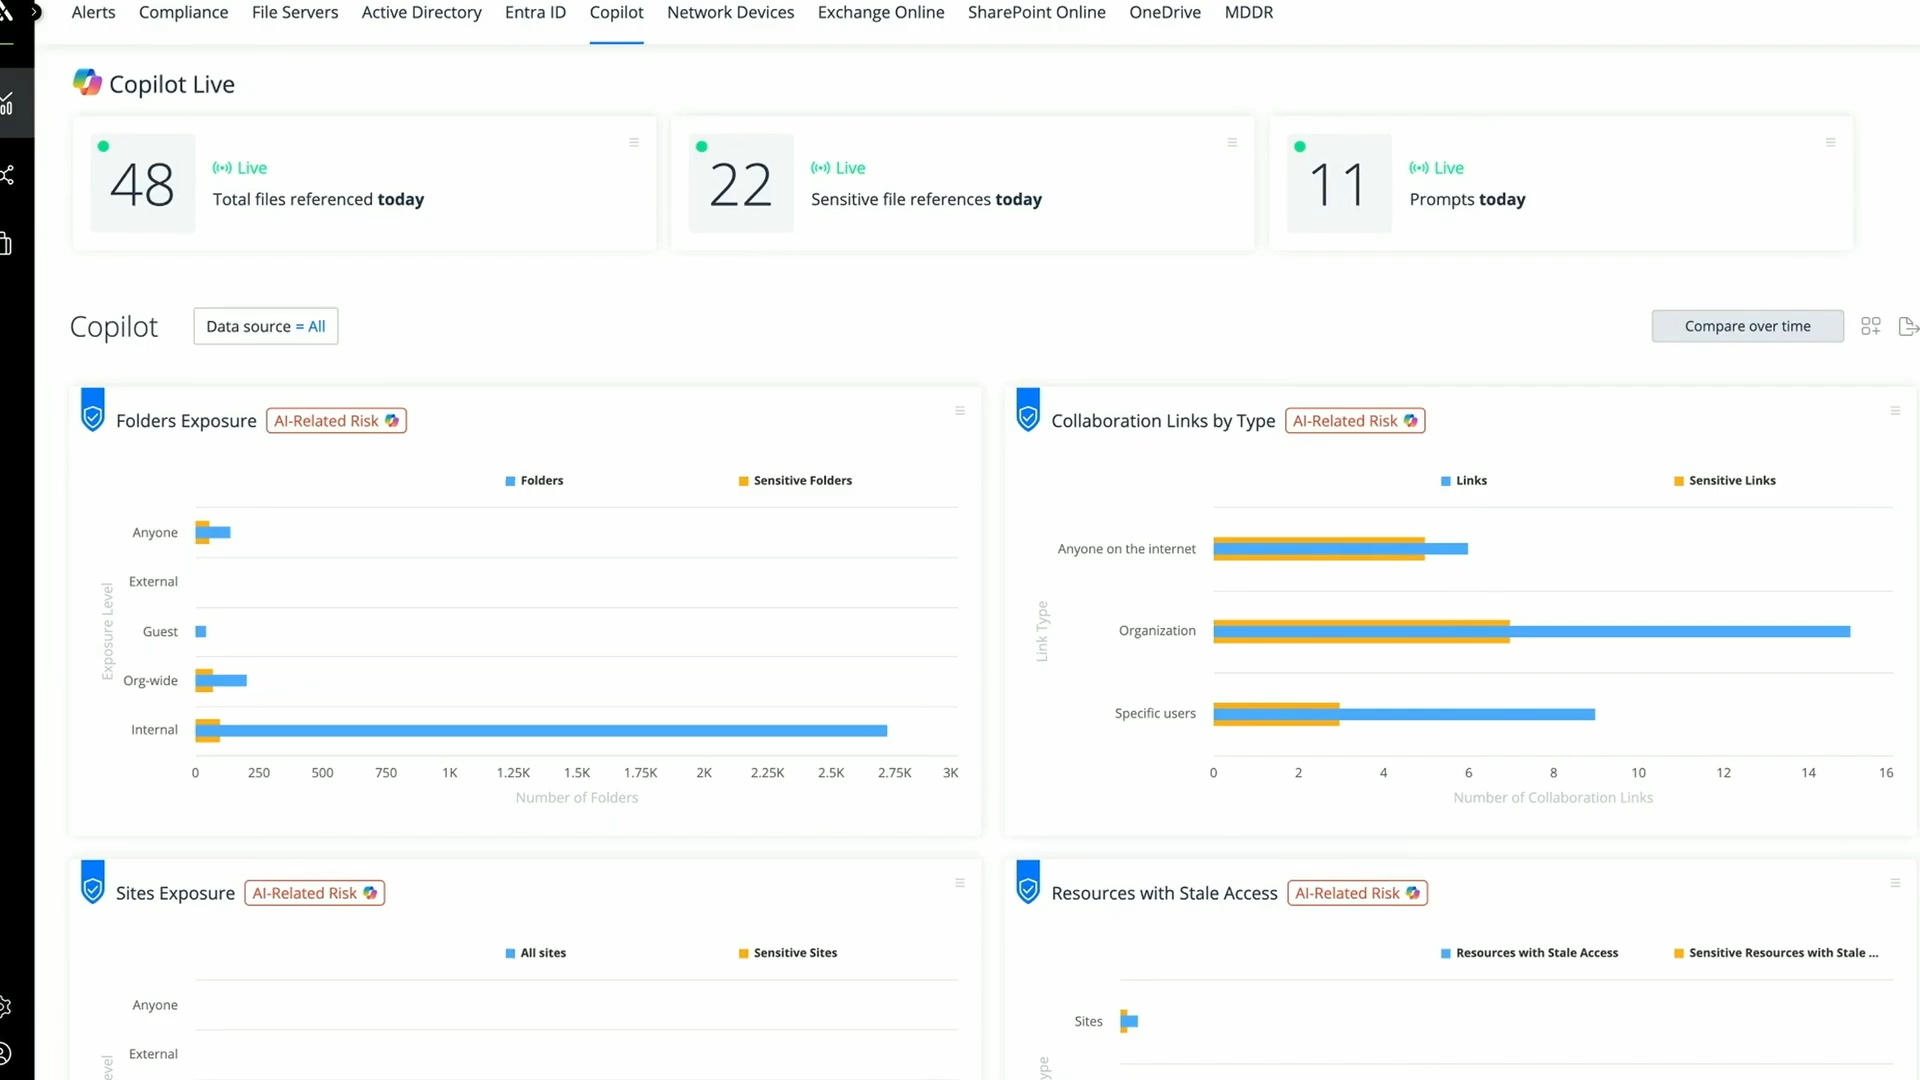 Alerts Compliance File Servers Active Directory Entra ID Copilot Network Devices Exchange Online SharePoint Online OneDrive MDDR
Copilot Live
48 Live
Total files referenced today
22 Live
Sensitive file references today
11 Live
Prompts today
Copilot Data source = All Compare over time
Folders Exposure AI-Related Risk
Folders Sensitive Folders
Exposure Level
Anyone
External
Guest
Org-wide
Internal
0 250 500 750 1K 1.25K 1.5K 1.75K 2K 2.25K 2.5K 2.75K 3K
Number of Folders
Collaboration Links by Type AI-Related Risk
Links Sensitive Links
Link Type
Anyone on the internet
Organization
Specific users
0 2 4 6 8 10 12 14 16
Number of Collaboration Links
Sites Exposure AI-Related Risk
All sites Sensitive Sites
Anyone
External
evel
Resources with Stale Access AI-Related Risk
Resources with Stale Access Sensitive Resources with Stale ...
Sites
ype